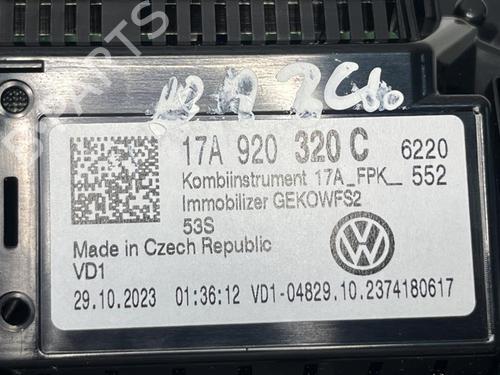 17A 920 320 C 6220
Kombiinstrument 17A_FPK_ 552
Immobilizer GEKOWFS2
53S
Made in Czech Republic
VD1
29.10.2023 01:36:12 VD1-04829.10.2374180617